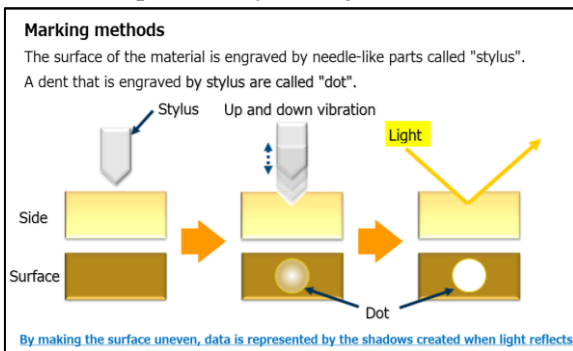 Marking methods
The surface of the material is engraved by needle-like parts called "stylus".
A dent that is engraved by stylus are called "dot".
Stylus
Up and down vibration
Light
Side
Surface
Dot
By making the surface uneven, data is represented by the shadows created when light reflects